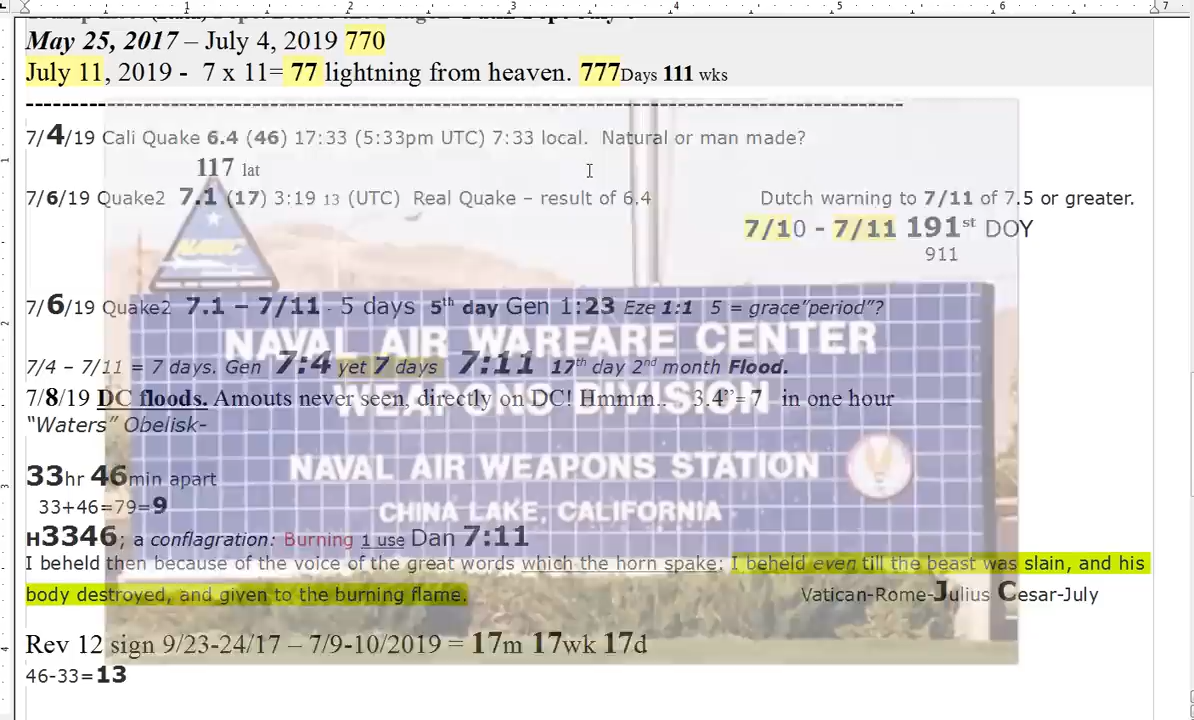 May 25, 2017 – July 4, 2019 770
July 11, 2019 - 7 x 11= 77 lightning from heaven. 777Days 111 wks
7/4/19 Cali Quake 6.4 (46) 17:33 (5:33pm UTC) 7:33 local. Natural or man made?
117 lat
7/6/19 Quake2 7.1 (17) 3:19 13 (UTC) Real Quake – result of 6.4 Dutch warning to 7/11 of 7.5 or greater.
7/10 - 7/11 191st DOY
911
7/6/19 Quake2 7.1 – 7/11 - 5 days 5th day Gen 1:23 Eze 1:1 5 = grace"period"?
NAVAL AIR WARFARE CENTER
7/4 – 7/11 = 7 days. Gen 7:4 yet 7 days 7:11 17th day 2nd month Flood.
7/8/19 DC floods. Amouts never seen, directly on DC! Hmmm.. 3.4"=7 in one hour
WEAPONS DIVISION
"Waters" Obelisk-
33hr 46min apart
NAVAL AIR WEAPONS STATION
33+46=79=9
CHINA LAKE, CALIFORNIA
H3346; a conflagration: Burning 1 use Dan 7:11
I beheld then because of the voice of the great words which the horn spake: I beheld even till the beast was slain, and his
body destroyed, and given to the burning flame. Vatican-Rome-Julius Cesar-July
Rev 12 sign 9/23-24/17 – 7/9-10/2019 = 17m 17wk 17d
46-33=13